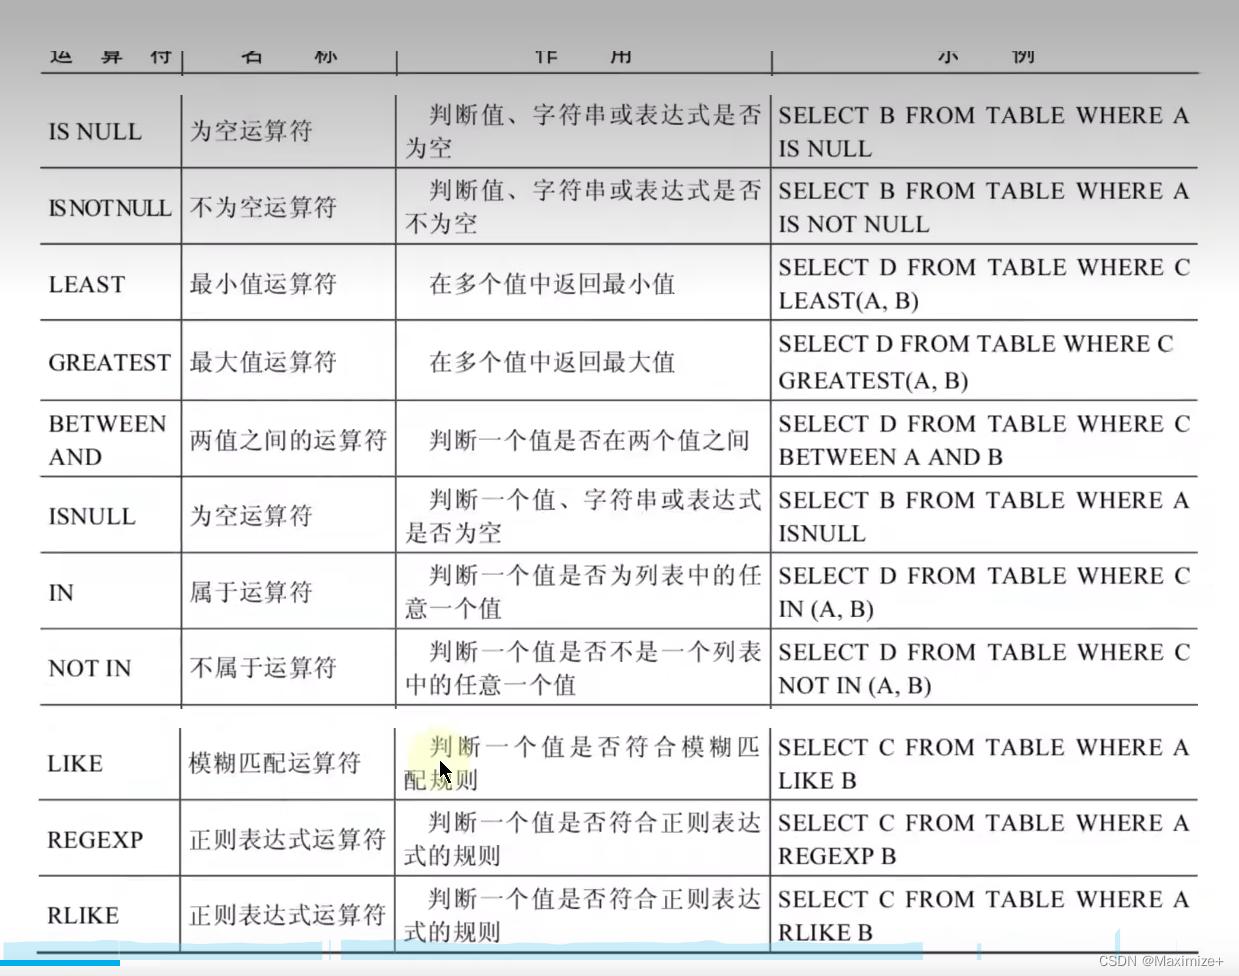 运 算 符 名 称 作 用 示 例
IS NULL 为空运算符 判断值、字符串或表达式是否 SELECT B FROM TABLE WHERE A
为空 IS NULL
IS NOT NULL 不为空运算符 判断值、字符串或表达式是否 SELECT B FROM TABLE WHERE A
不为空 IS NOT NULL
LEAST 最小值运算符 在多个值中返回最小值 SELECT D FROM TABLE WHERE C
LEAST(A, B)
GREATEST 最大值运算符 在多个值中返回最大值 SELECT D FROM TABLE WHERE C
GREATEST(A, B)
BETWEEN 两值之间的运算符 判断一个值是否在两个值之间 SELECT D FROM TABLE WHERE C
AND BETWEEN A AND B
ISNULL 为空运算符 判断一个值、字符串或表达式 SELECT B FROM TABLE WHERE A
是否为空 ISNULL
IN 属于运算符 判断一个值是否为列表中的任 SELECT D FROM TABLE WHERE C
意一个值 IN (A, B)
NOT IN 不属于运算符 判断一个值是否不是一个列表 SELECT D FROM TABLE WHERE C
中的任意一个值 NOT IN (A, B)
LIKE 模糊匹配运算符 判断一个值是否符合模糊匹 SELECT C FROM TABLE WHERE A
配规则 LIKE B
REGEXP 正则表达式运算符 判断一个值是否符合正则表达 SELECT C FROM TABLE WHERE A
式的规则 REGEXP B
RLIKE 正则表达式运算符 判断一个值是否符合正则表达 SELECT C FROM TABLE WHERE A
式的规则 RLIKE B
CSDN @Maximize+